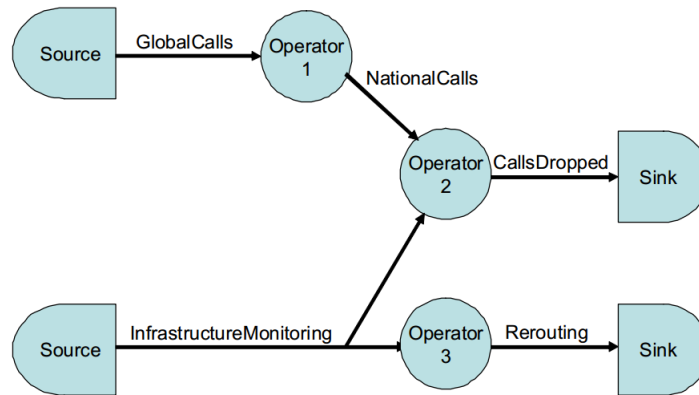 Source
GlobalCalls
Operator
1
NationalCalls
Operator
2
CallsDropped
Sink
Source
InfrastructureMonitoring
Operator
3
Rerouting
Sink